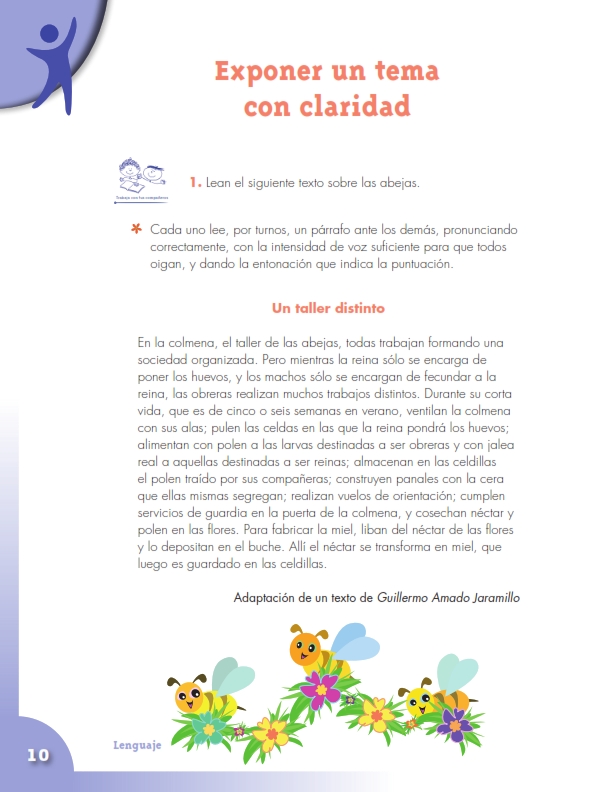 Exponer un tema
con claridad
Trabaja con tus compañeros
1. Lean el siguiente texto sobre las abejas.
* Cada uno lee, por turnos, un párrafo ante los demás, pronunciando
correctamente, con la intensidad de voz suficiente para que todos
oigan, y dando la entonación que indica la puntuación.
Un taller distinto
En la colmena, el taller de las abejas, todas trabajan formando una
sociedad organizada. Pero mientras la reina sólo se encarga de
poner los huevos, y los machos sólo se encargan de fecundar a la
reina, las obreras realizan muchos trabajos distintos. Durante su corta
vida, que es de cinco o seis semanas en verano, ventilan la colmena
con sus alas; pulen las celdas en las que la reina pondrá los huevos;
alimentan con polen a las larvas destinadas a ser obreras y con jalea
real a aquellas destinadas a ser reinas; almacenan en las celdillas
el polen traído por sus compañeras; construyen panales con la cera
que ellas mismas segregan; realizan vuelos de orientación; cumplen
servicios de guardia en la puerta de la colmena, y cosechan néctar y
polen en las flores. Para fabricar la miel, liban del néctar de las flores
y lo depositan en el buche. Allí el néctar se transforma en miel, que
luego es guardado en las celdillas.
Adaptación de un texto de Guillermo Amado Jaramillo
10
Lenguaje